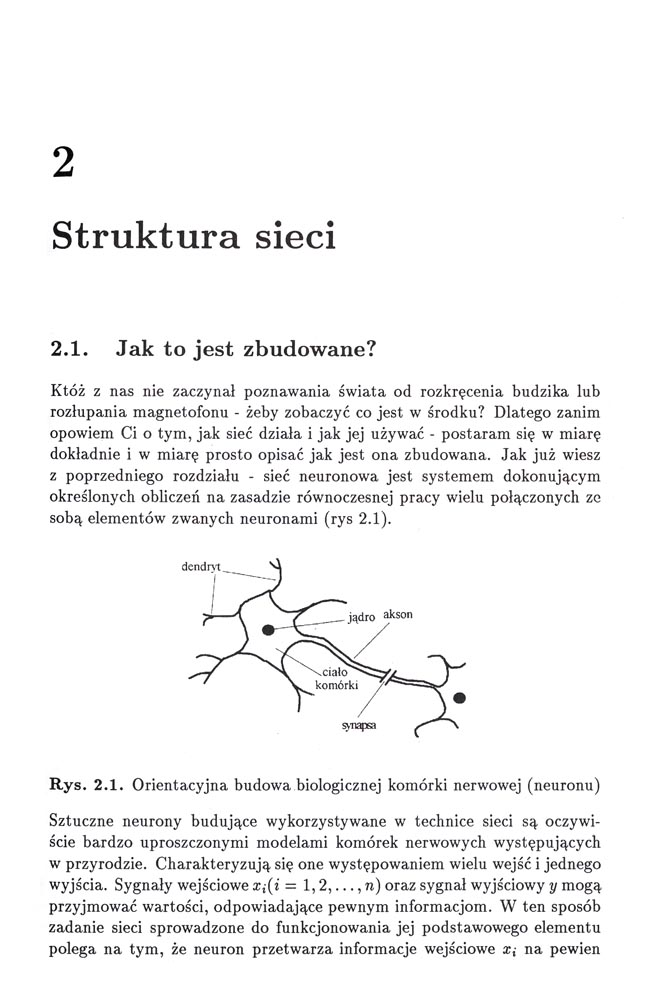 2
Struktura sieci
2.1. Jak to jest zbudowane?
Któż z nas nie zaczynał poznawania świata od rozkręcenia budzika lub
rozłupania magnetofonu - żeby zobaczyć co jest w środku? Dlatego zanim
opowiem Ci o tym, jak sieć działa i jak jej używać - postaram się w miarę
dokładnie i w miarę prosto opisać jak jest ona zbudowana. Jak już wiesz
z poprzedniego rozdziału - sieć neuronowa jest systemem dokonującym
określonych obliczeń na zasadzie równoczesnej pracy wielu połączonych ze
sobą elementów zwanych neuronami (rys 2.1).
dendryt
jądro akson
ciało
komórki
synapsa
Rys. 2.1. Orientacyjna budowa biologicznej komórki nerwowej (neuronu)
Sztuczne neurony budujące wykorzystywane w technice sieci są oczywi-
ście bardzo uproszczonymi modelami komórek nerwowych występujących
w przyrodzie. Charakteryzują się one występowaniem wielu wejść i jednego
wyjścia. Sygnały wejściowe xᵢ(i = 1, 2, . . . , n) oraz sygnał wyjściowy y mogą
przyjmować wartości, odpowiadające pewnym informacjom. W ten sposób
zadanie sieci sprowadzone do funkcjonowania jej podstawowego elementu
polega na tym, że neuron przetwarza informacje wejściowe xᵢ na pewien